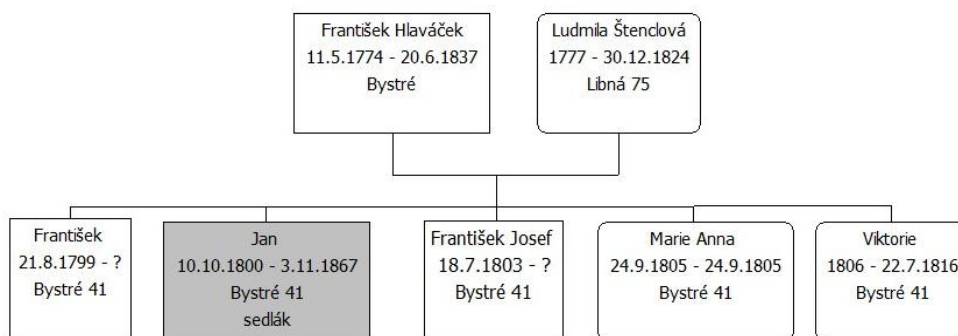 František Hlaváček
11.5.1774 - 20.6.1837
Bystré
Ludmila Štenclová
1777 - 30.12.1824
Libná 75
František
21.8.1799 - ?
Bystré 41
Jan
10.10.1800 - 3.11.1867
Bystré 41
sedlák
František Josef
18.7.1803 - ?
Bystré 41
Marie Anna
24.9.1805 - 24.9.1805
Bystré 41
Viktorie
1806 - 22.7.1816
Bystré 41